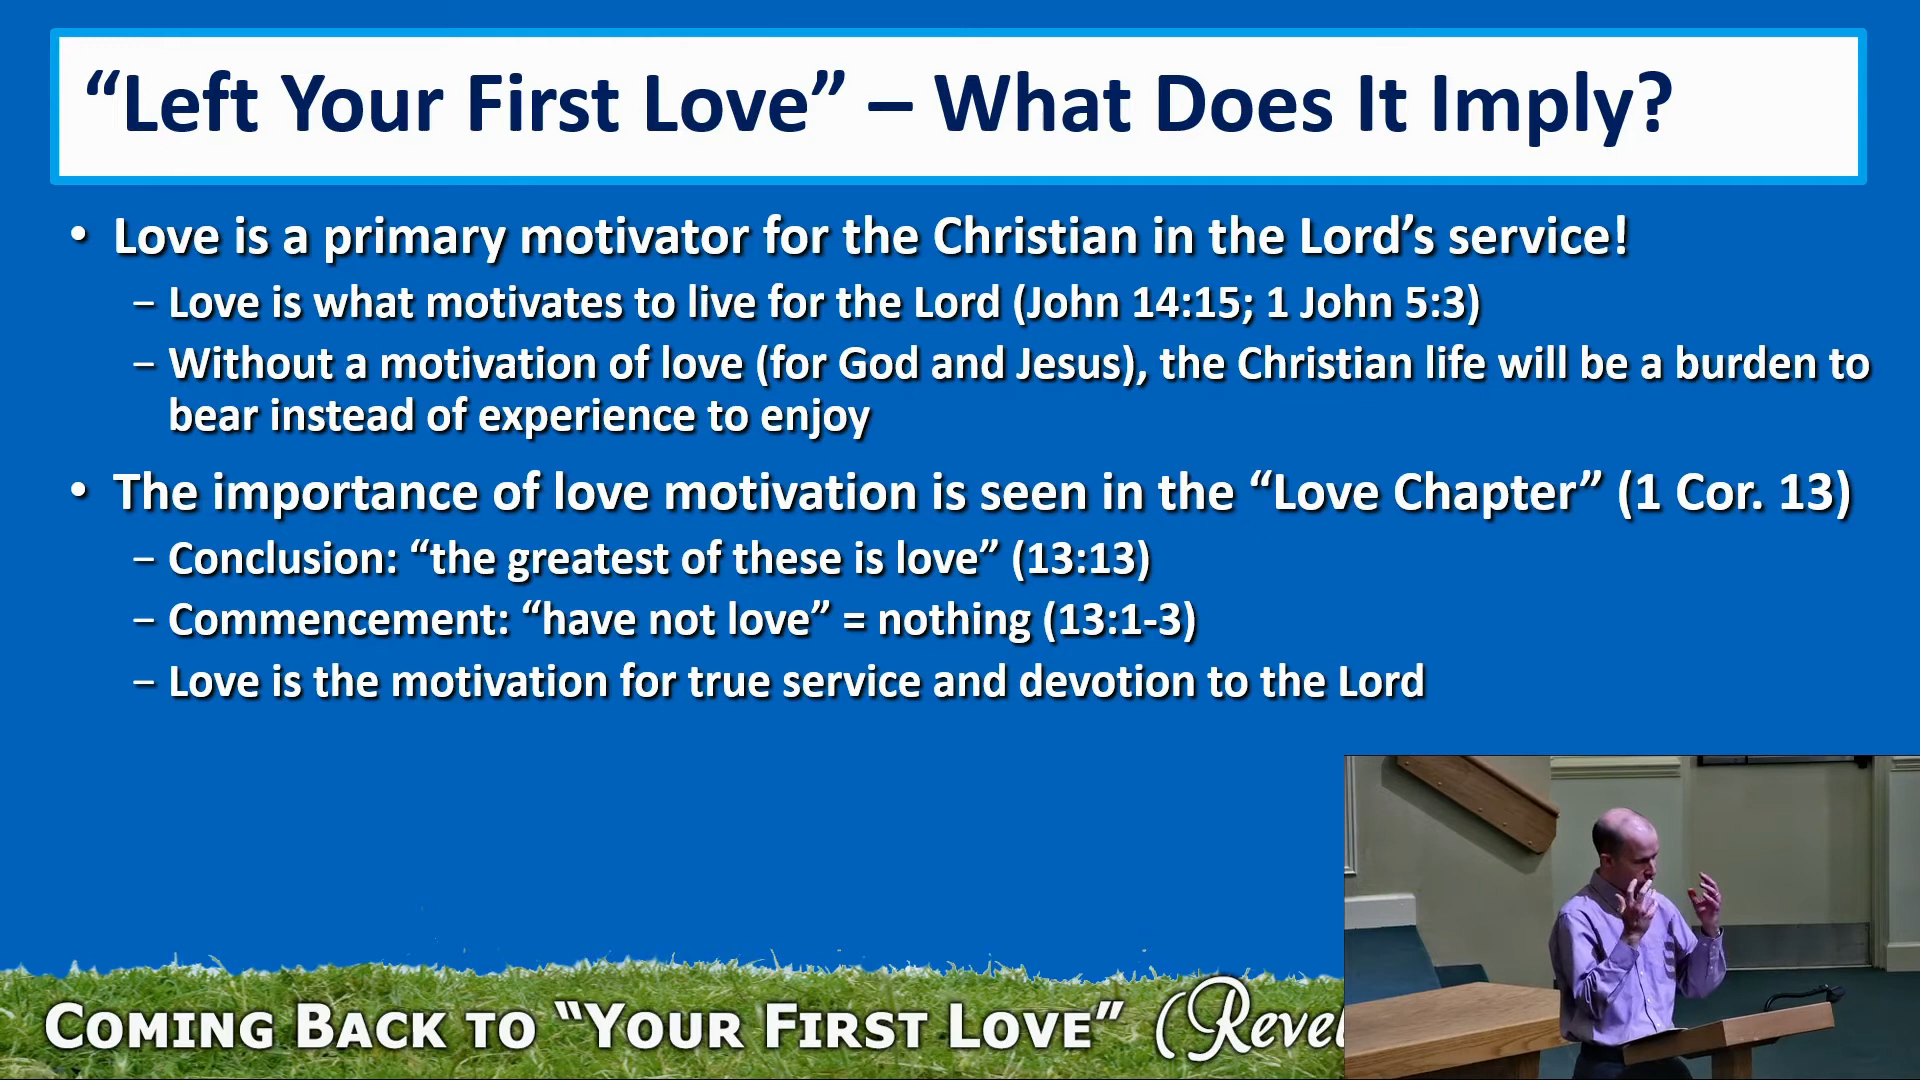 “Left Your First Love” – What Does It Imply?
• Love is a primary motivator for the Christian in the Lord’s service!
– Love is what motivates to live for the Lord (John 14:15; 1 John 5:3)
– Without a motivation of love (for God and Jesus), the Christian life will be a burden to
bear instead of experience to enjoy
• The importance of love motivation is seen in the “Love Chapter” (1 Cor. 13)
– Conclusion: “the greatest of these is love” (13:13)
– Commencement: “have not love” = nothing (13:1-3)
– Love is the motivation for true service and devotion to the Lord
Coming Back to “Your First Love” (Revel